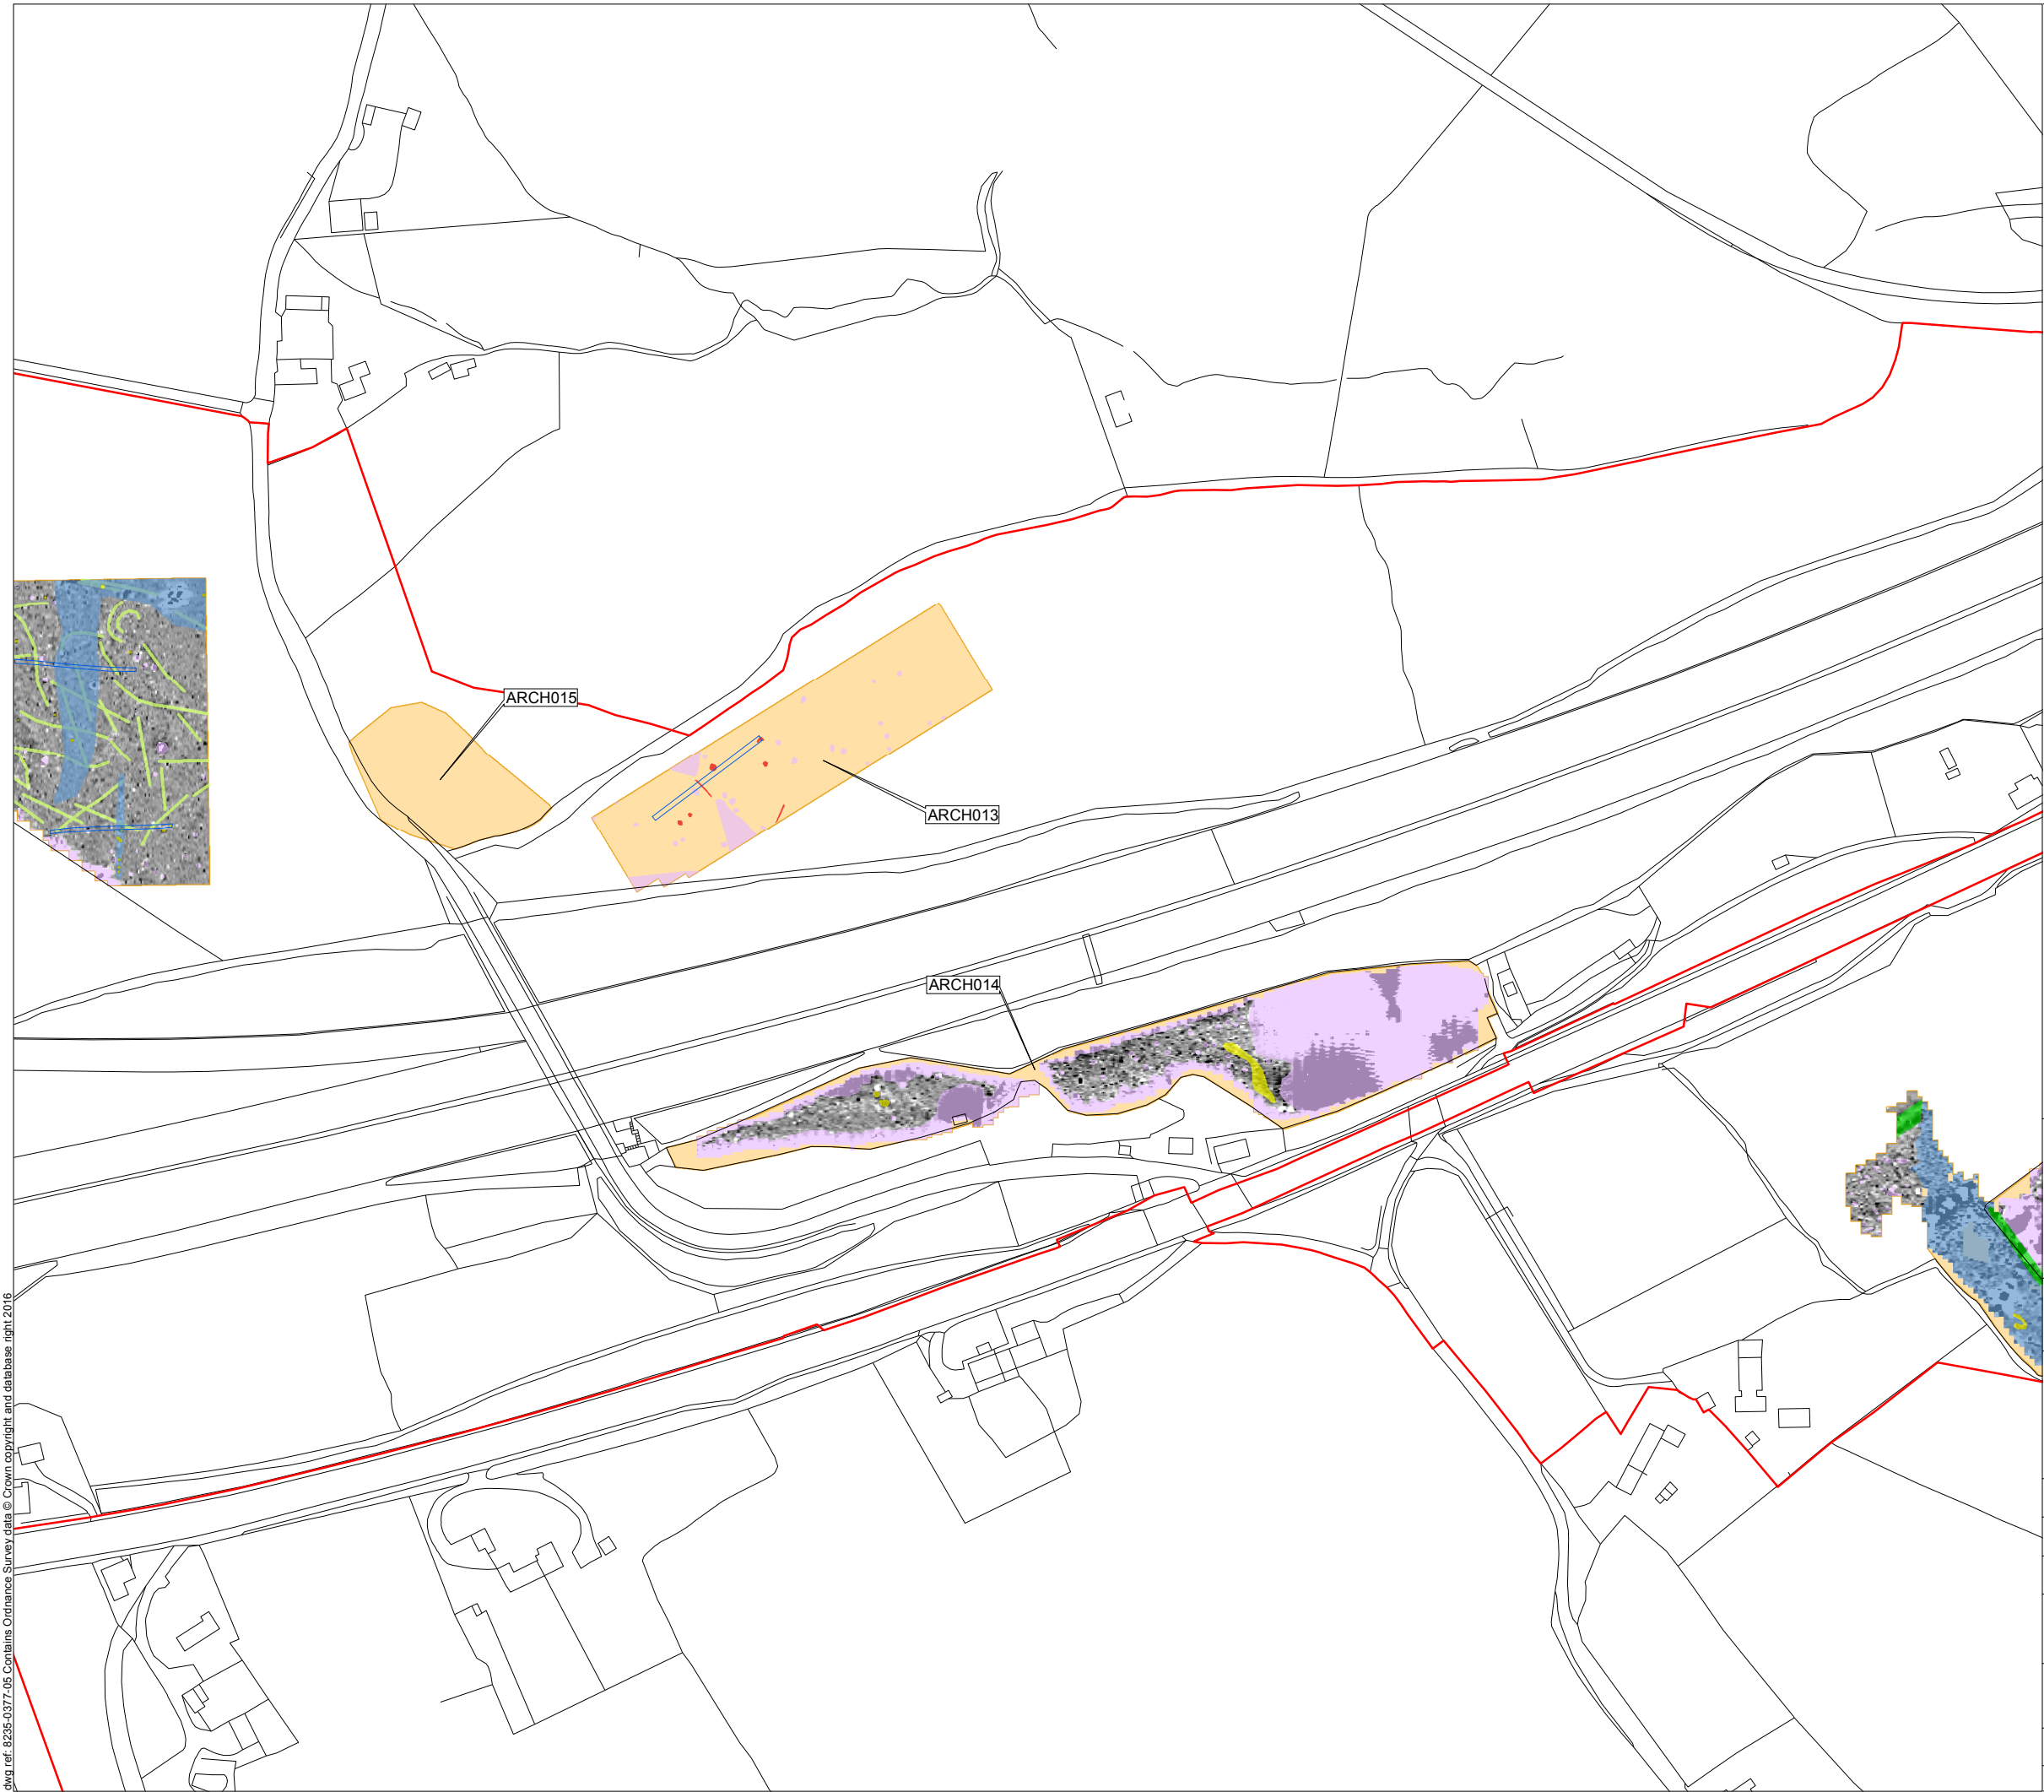 ARCH015
ARCH013
ARCH014
dwg ref: 8235-0377-05 Contains Ordnance Survey data © Crown copyright and database right 2016